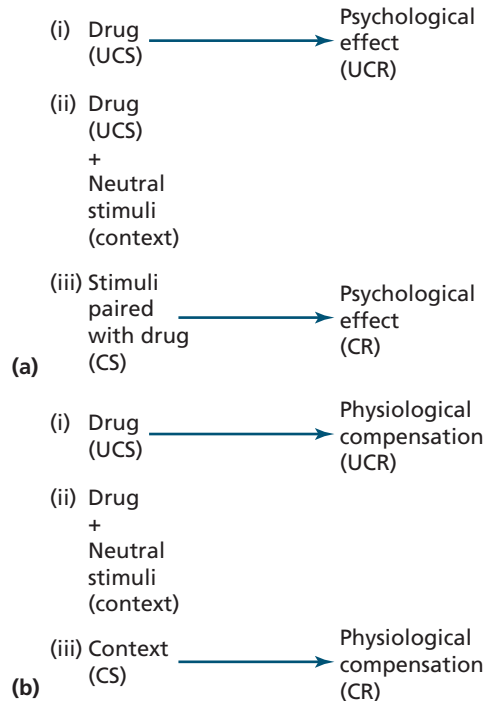 (i) Drug
(UCS)
Psychological
effect
(UCR)
(ii) Drug
(UCS)
+
Neutral
stimuli
(context)
(iii) Stimuli
paired
with drug
(CS)
Psychological
effect
(CR)
(a)
(i) Drug
(UCS)
Physiological
compensation
(UCR)
(ii) Drug
+
Neutral
stimuli
(context)
(iii) Context
(CS)
Physiological
compensation
(CR)
(b)